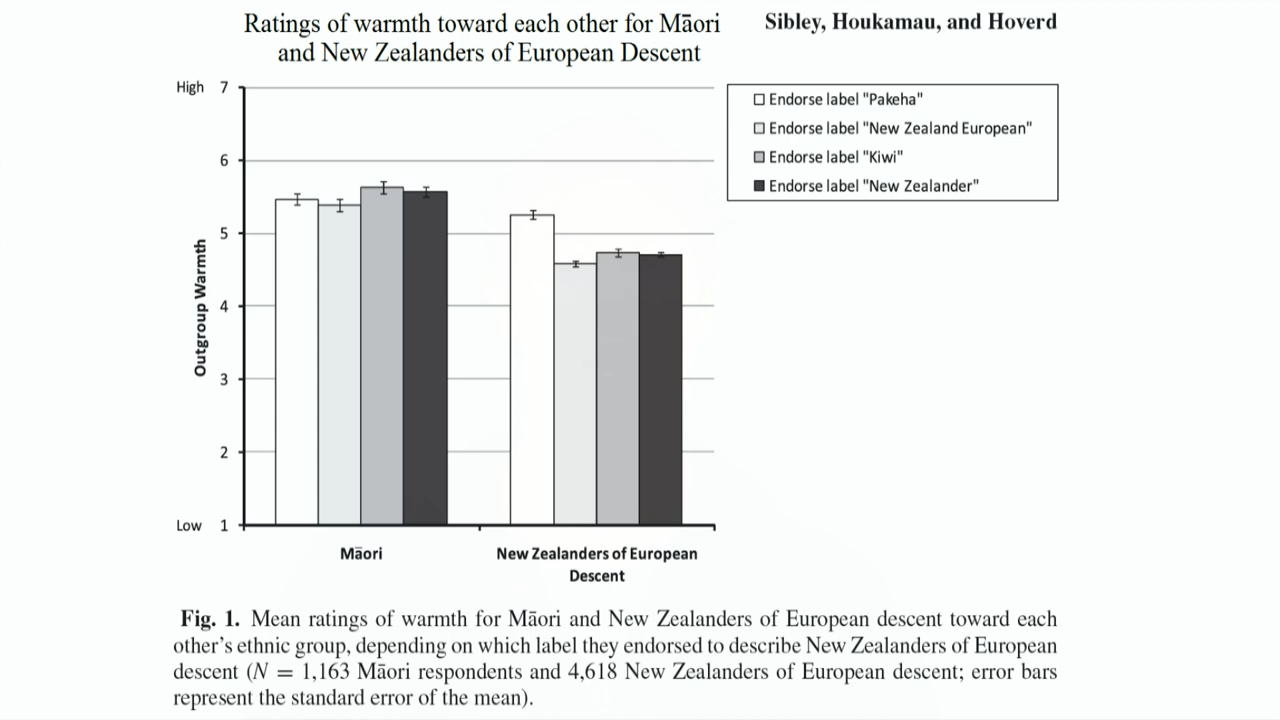 Ratings of warmth toward each other for Māori
and New Zealanders of European Descent
Sibley, Houkamau, and Hoverd
High 7
6
5
4
3
2
Low 1
Outgroup Warmth
Endorse label "Pakeha"
Endorse label "New Zealand European"
Endorse label "Kiwi"
Endorse label "New Zealander"
Māori
New Zealanders of European
Descent
Fig. 1. Mean ratings of warmth for Māori and New Zealanders of European descent toward each
other's ethnic group, depending on which label they endorsed to describe New Zealanders of European
descent (N = 1,163 Māori respondents and 4,618 New Zealanders of European descent; error bars
represent the standard error of the mean).